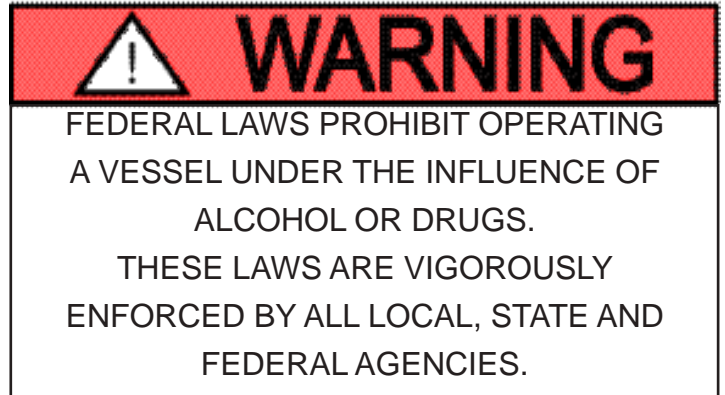 WARNING
FEDERAL LAWS PROHIBIT OPERATING
A VESSEL UNDER THE INFLUENCE OF
ALCOHOL OR DRUGS.
THESE LAWS ARE VIGOROUSLY
ENFORCED BY ALL LOCAL, STATE AND
FEDERAL AGENCIES.